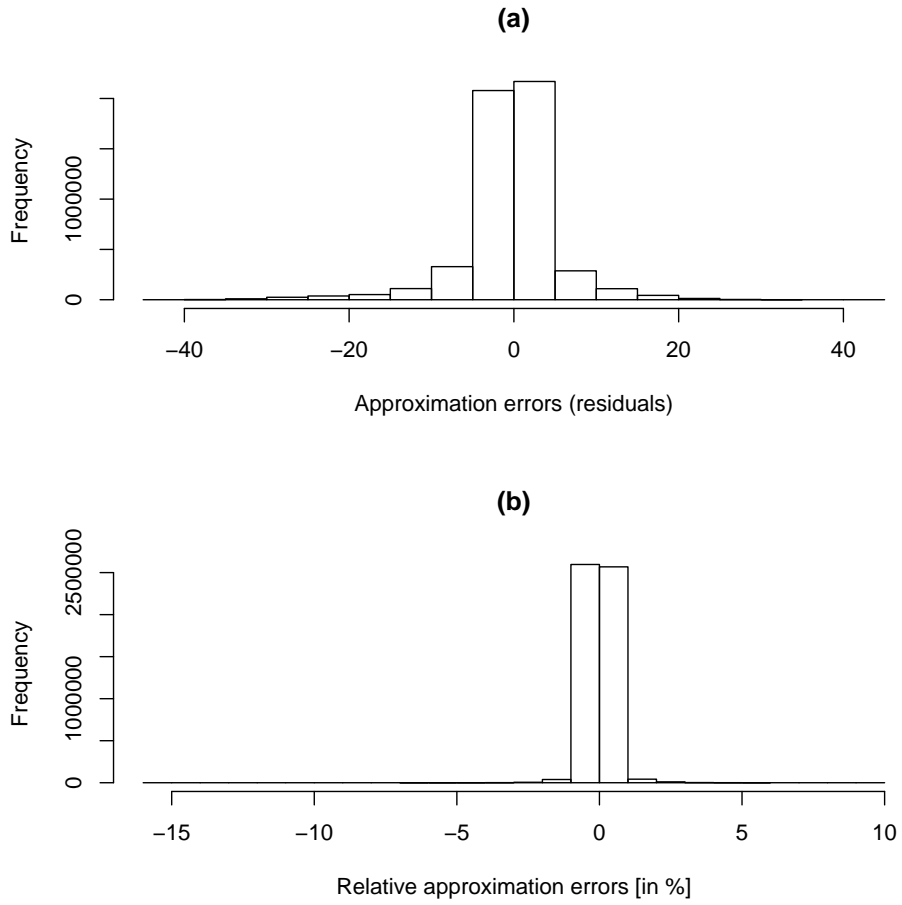 (a)
Frequency
0
1000000
−40
−20
0
20
40
Approximation errors (residuals)
(b)
Frequency
0
1000000
2500000
−15
−10
−5
0
5
10
Relative approximation errors [in %]